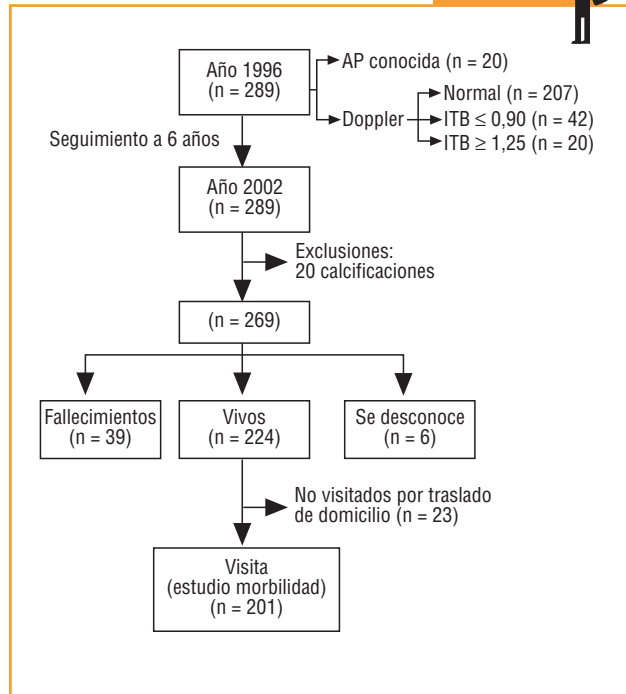 Año 1996
(n = 289)
AP conocida (n = 20)
Doppler
Normal (n = 207)
ITB ≤ 0,90 (n = 42)
ITB ≥ 1,25 (n = 20)
Seguimiento a 6 años
Año 2002
(n = 289)
Exclusiones:
20 calcificaciones
(n = 269)
Fallecimientos
(n = 39)
Vivos
(n = 224)
Se desconoce
(n = 6)
No visitados por traslado
de domicilio (n = 23)
Visita
(estudio morbilidad)
(n = 201)